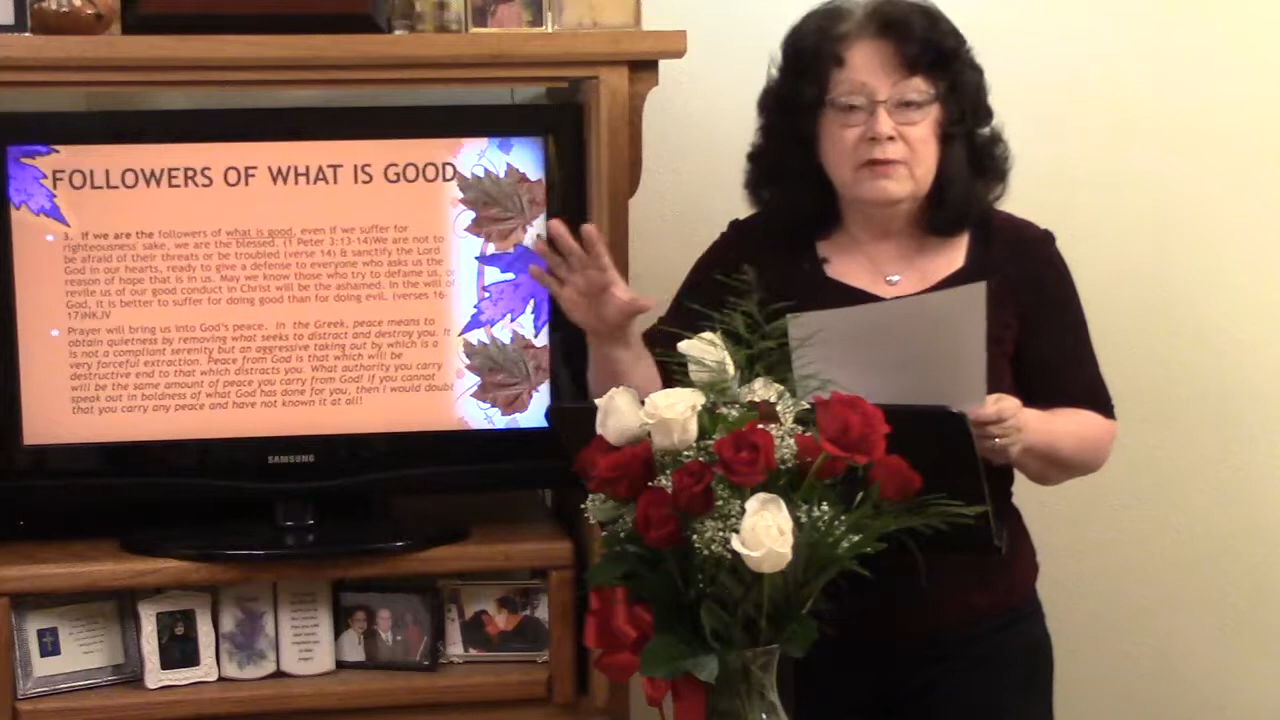 FOLLOWERS OF WHAT IS GOOD
3. If we are the followers of what is good, even if we suffer for
righteousness' sake, we are the blessed. (1 Peter 3:13-14)We are not to
be afraid of their threats or be troubled (verse 14) & sanctify the Lord
God in our hearts, ready to give a defense to everyone who asks us the
reason of hope that is in us. May we know those who try to defame us, or
revile us of our good conduct in Christ will be the ashamed. In the will of
God, it is better to suffer for doing good than for doing evil. (verses 16-
17)NKJV
Prayer will bring us into God's peace. In the Greek, peace means to
obtain quietness by removing what seeks to distract and destroy you. It
is not a compliant serenity but an aggressive taking out by which is a
very forceful extraction. Peace from God is that which will be
destructive end to that which distracts you. What authority you carry
will be the same amount of peace you carry from God! If you cannot
speak out in boldness of what God has done for you, then I would doubt
that you carry any peace and have not known it at all!
SAMSUNG